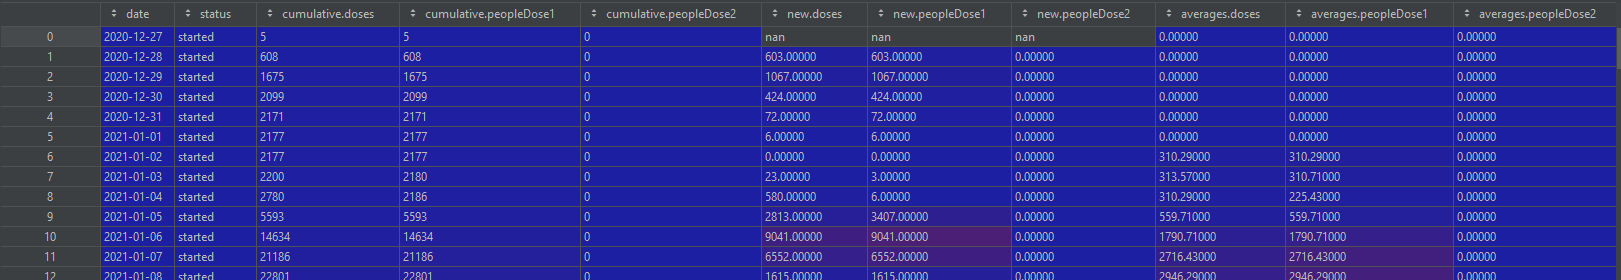 date status cumulative.doses cumulative.peopleDose1 cumulative.peopleDose2 new.doses new.peopleDose1 new.peopleDose2 averages.doses averages.peopleDose1 averages.peopleDose2
0 2020-12-27 started 5 5 0 nan nan nan 0.00000 0.00000 0.00000
1 2020-12-28 started 608 608 0 603.00000 603.00000 0.00000 0.00000 0.00000 0.00000
2 2020-12-29 started 1675 1675 0 1067.00000 1067.00000 0.00000 0.00000 0.00000 0.00000
3 2020-12-30 started 2099 2099 0 424.00000 424.00000 0.00000 0.00000 0.00000 0.00000
4 2020-12-31 started 2171 2171 0 72.00000 72.00000 0.00000 0.00000 0.00000 0.00000
5 2021-01-01 started 2177 2177 0 6.00000 6.00000 0.00000 0.00000 0.00000 0.00000
6 2021-01-02 started 2177 2177 0 0.00000 0.00000 0.00000 310.29000 310.29000 0.00000
7 2021-01-03 started 2200 2180 0 23.00000 3.00000 0.00000 313.57000 310.71000 0.00000
8 2021-01-04 started 2780 2186 0 580.00000 6.00000 0.00000 310.29000 225.43000 0.00000
9 2021-01-05 started 5593 5593 0 2813.00000 3407.00000 0.00000 559.71000 559.71000 0.00000
10 2021-01-06 started 14634 14634 0 9041.00000 9041.00000 0.00000 1790.71000 1790.71000 0.00000
11 2021-01-07 started 21186 21186 0 6552.00000 6552.00000 0.00000 2716.43000 2716.43000 0.00000
12 2021-01-08 started 22801 22801 0 1615.00000 1615.00000 0.00000 2946.29000 2946.29000 0.00000